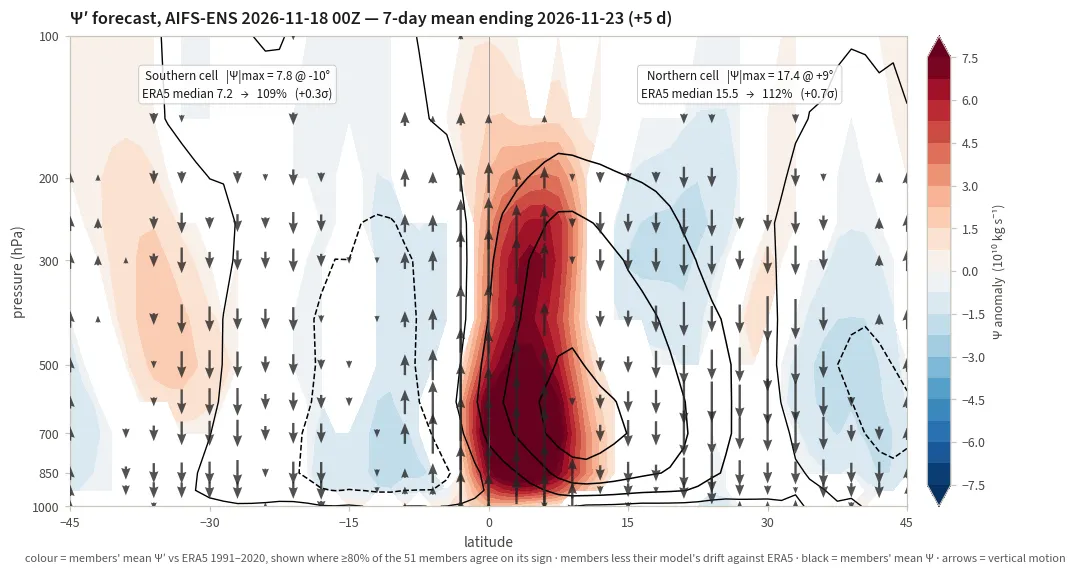 Ψ′ forecast, AIFS-ENS 2026-11-18 00Z — 7-day mean ending 2026-11-23 (+5 d)
Southern cell |Ψ|max = 7.8 @ -10°
ERA5 median 7.2 → 109% (+0.3σ)
Northern cell |Ψ|max = 17.4 @ +9°
ERA5 median 15.5 → 112% (+0.7σ)
pressure (hPa)
100
200
300
400
500
700
850
1000
−45
−30
−15
0
15
30
45
latitude
7.5
6.0
4.5
3.0
1.5
0.0
−1.5
−3.0
−4.5
−6.0
−7.5
Ψ anomaly (10¹⁰ kg s⁻¹)
colour = members' mean Ψ′ vs ERA5 1991–2020, shown where ≥80% of the 51 members agree on its sign · members less their model's drift against ERA5 · black = members' mean Ψ · arrows = vertical motion